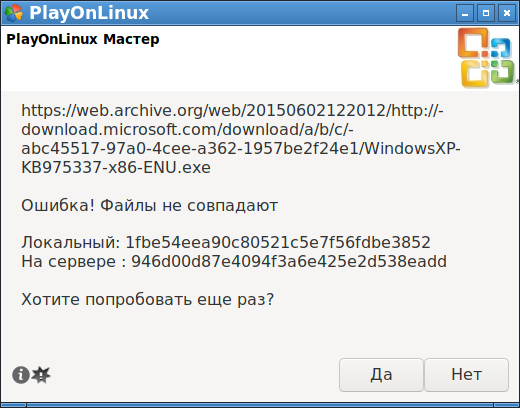 PlayOnLinux
PlayOnLinux Мастер
https://web.archive.org/web/20150602122012/http://-
download.microsoft.com/download/a/b/c/-
abc45517-97a0-4cee-a362-1957be2f24e1/WindowsXP-
KB975337-x86-ENU.exe
Ошибка! Файлы не совпадают
Локальный: 1fbe54eea90c80521c5e7f56fdbe3852
На сервере : 946d00d87e4094f3a6e425e2d538eadd
Хотите попробовать еще раз?
Да
Нет